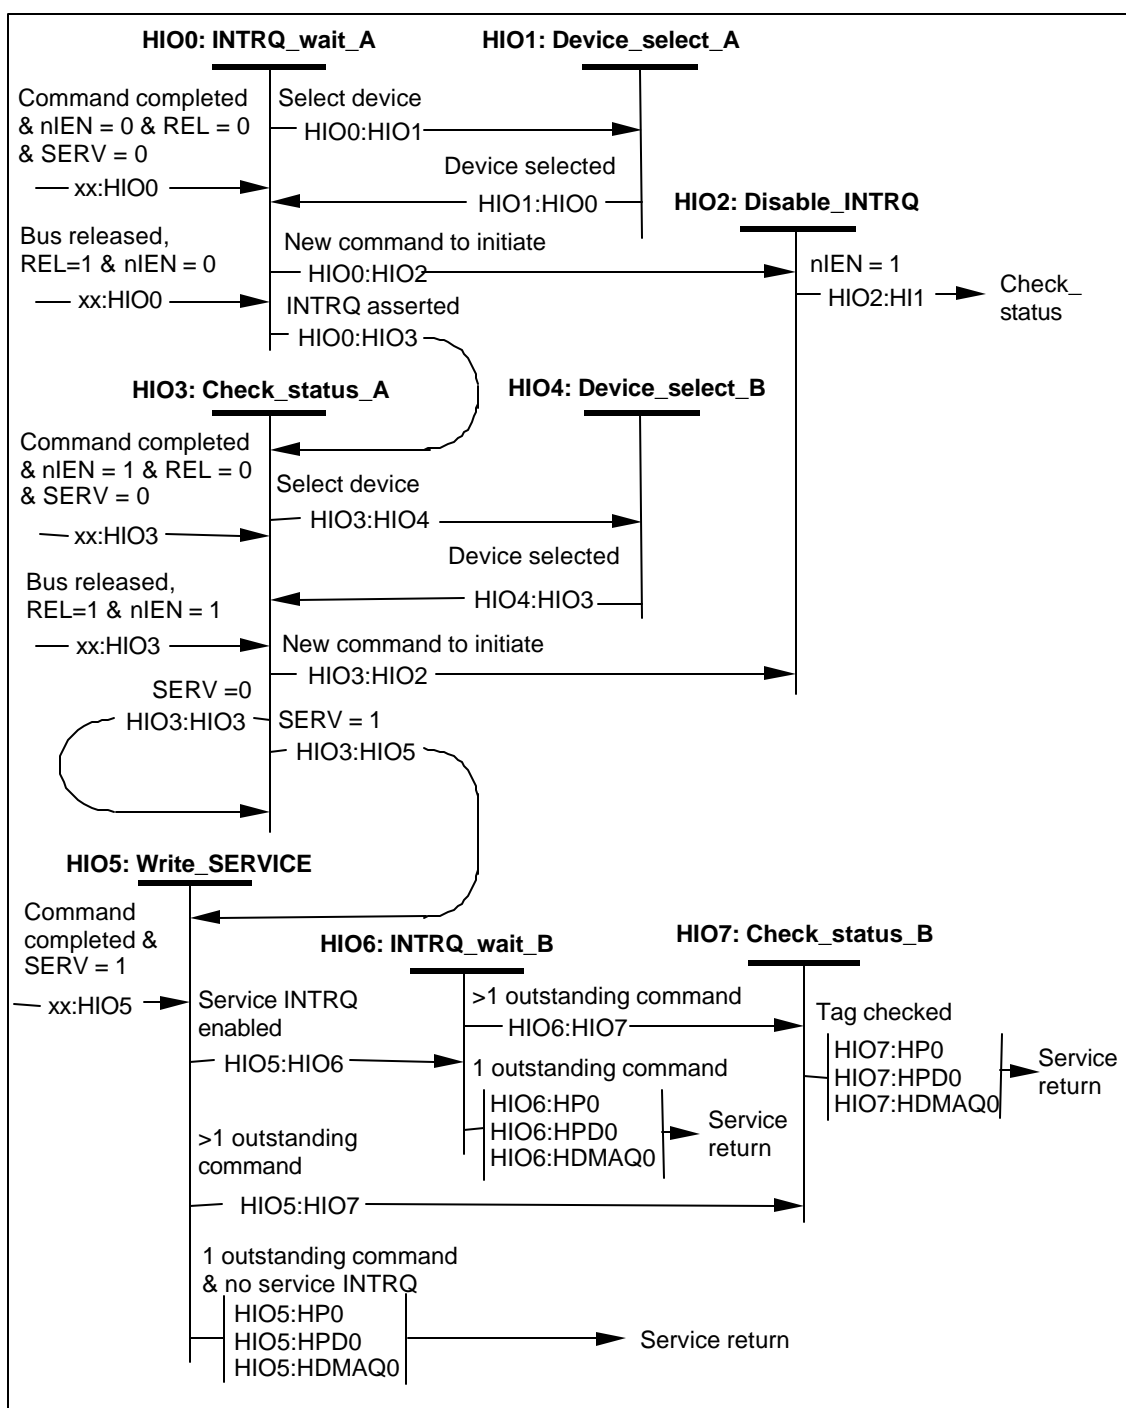 HIO0: INTRQ_wait_A
HIO1: Device_select_A
Command completed
& nIEN = 0 & REL = 0
& SERV = 0
xx:HIO0
Select device
HIO0:HIO1
Device selected
HIO1:HIO0
HIO2: Disable_INTRQ
Bus released,
REL=1 & nIEN = 0
xx:HIO0
New command to initiate
HIO0:HIO2
nIEN = 1
HIO2:HI1
Check_
status
INTRQ asserted
HIO0:HIO3
HIO3: Check_status_A
HIO4: Device_select_B
Command completed
& nIEN = 1 & REL = 0
& SERV = 0
xx:HIO3
Select device
HIO3:HIO4
Device selected
HIO4:HIO3
Bus released,
REL=1 & nIEN = 1
xx:HIO3
New command to initiate
HIO3:HIO2
SERV =0
HIO3:HIO3
SERV = 1
HIO3:HIO5
HIO5: Write_SERVICE
Command
completed &
SERV = 1
xx:HIO5
HIO6: INTRQ_wait_B
HIO7: Check_status_B
Service INTRQ
enabled
HIO5:HIO6
>1 outstanding command
HIO6:HIO7
1 outstanding command
HIO6:HP0
HIO6:HPD0
HIO6:HDMAQ0
Service
return
Tag checked
HIO7:HP0
HIO7:HPD0
HIO7:HDMAQ0
Service
return
>1 outstanding
command
HIO5:HIO7
1 outstanding command
& no service INTRQ
HIO5:HP0
HIO5:HPD0
HIO5:HDMAQ0
Service return